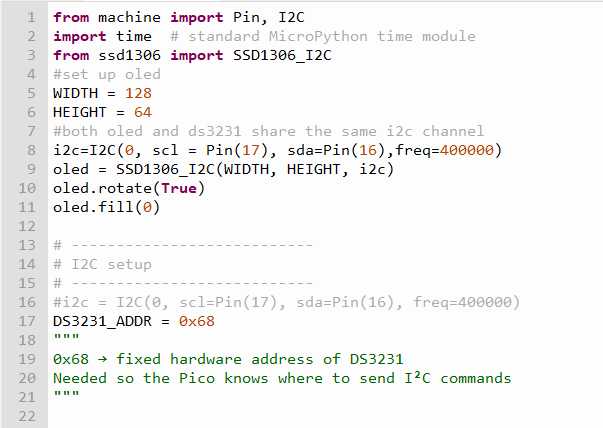 1 from machine import Pin, I2C
2 import time  # standard MicroPython time module
3 from ssd1306 import SSD1306_I2C
4 #set up oled
5 WIDTH = 128
6 HEIGHT = 64
7 #both oled and ds3231 share the same i2c channel
8 i2c=I2C(0, scl = Pin(17), sda=Pin(16),freq=400000)
9 oled = SSD1306_I2C(WIDTH, HEIGHT, i2c)
10 oled.rotate(True)
11 oled.fill(0)
12
13 # ---------------------------
14 # I2C setup
15 # ---------------------------
16 #i2c = I2C(0, scl=Pin(17), sda=Pin(16), freq=400000)
17 DS3231_ADDR = 0x68
18 """
19 0x68 → fixed hardware address of DS3231
20 Needed so the Pico knows where to send I²C commands
21 """
22